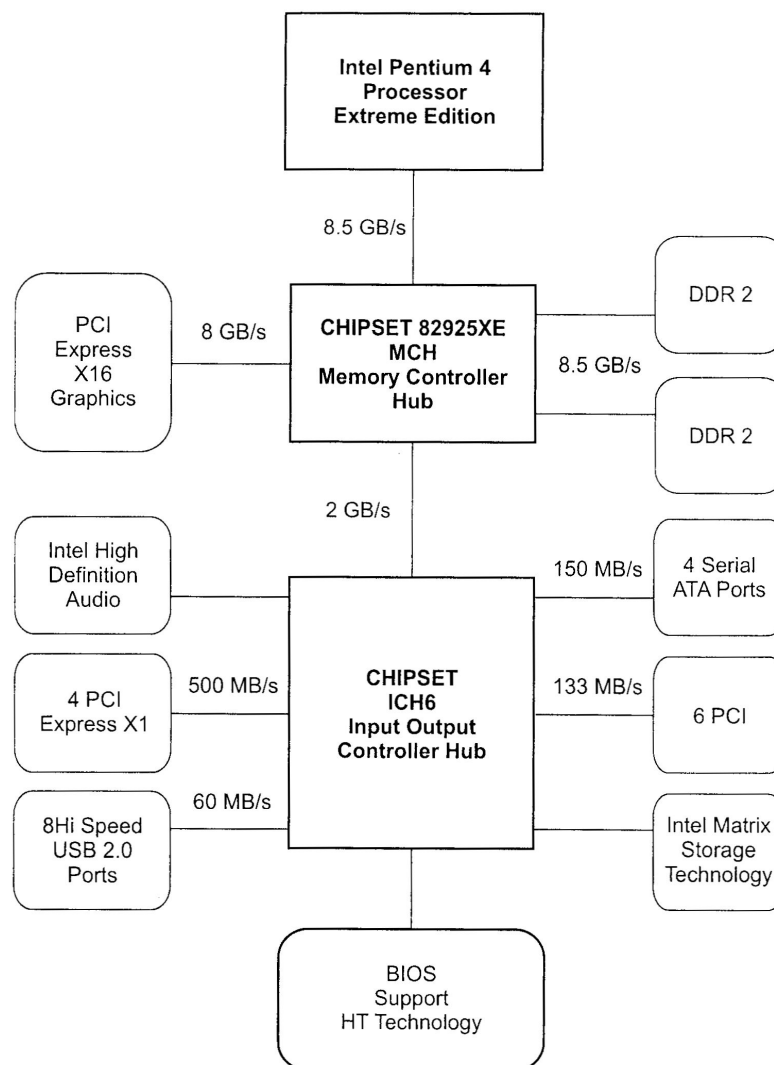 Intel Pentium 4
Processor
Extreme Edition
8.5 GB/s
PCI
Express
X16
Graphics
8 GB/s
CHIPSET 82925XE
MCH
Memory Controller
Hub
DDR 2
8.5 GB/s
DDR 2
2 GB/s
Intel High
Definition
Audio
150 MB/s
4 Serial
ATA Ports
4 PCI
Express X1
500 MB/s
CHIPSET
ICH6
Input Output
Controller Hub
133 MB/s
6 PCI
8Hi Speed
USB 2.0
Ports
60 MB/s
Intel Matrix
Storage
Technology
BIOS
Support
HT Technology